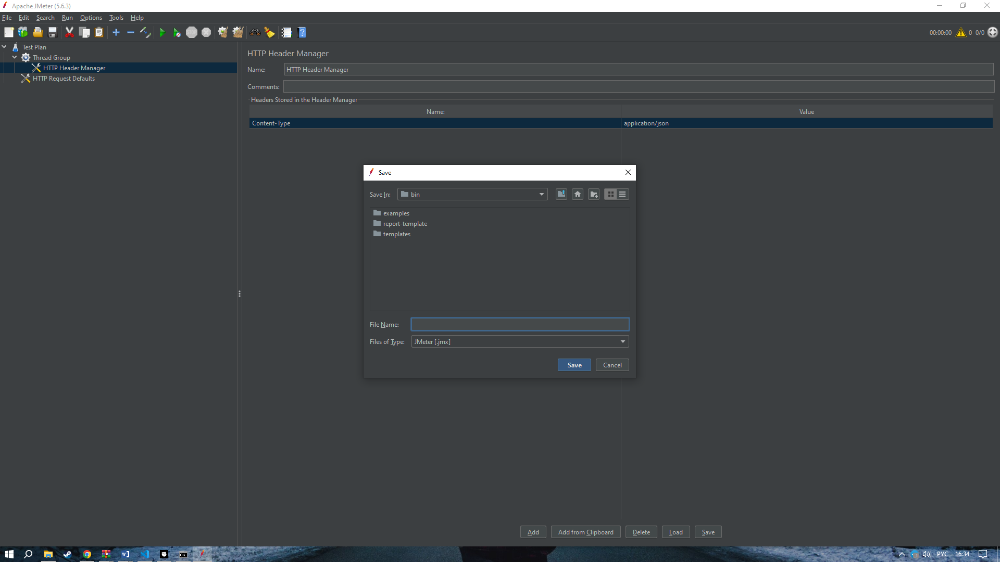 Apache JMeter (5.6.3)
File Edit Search Run Options Tools Help
00:00:00 0 0/0
Test Plan
Thread Group
HTTP Header Manager
HTTP Request Defaults
HTTP Header Manager
Name: HTTP Header Manager
Comments:
Headers Stored in the Header Manager
Name: Value
Content-Type application/json
Save
Save In: bin
examples
report-template
templates
File Name:
Files of Type: JMeter [.jmx]
Save Cancel
Add Add from Clipboard Delete Load Save
РУС 16:34